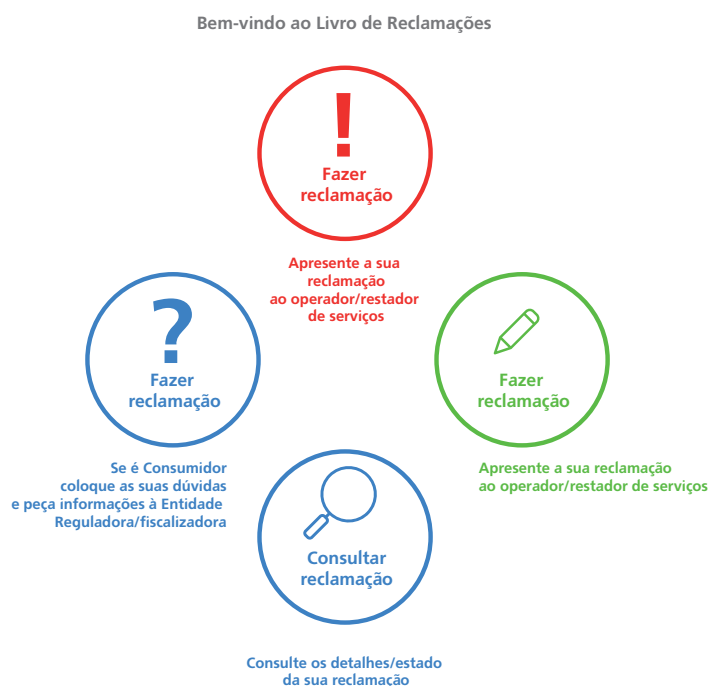 Bem-vindo ao Livro de Reclamações
!
Fazer
reclamação
Apresente a sua
reclamação
ao operador/restador
de serviços
?
Fazer
reclamação
Se é Consumidor
coloque as suas dúvidas
e peça informações à Entidade
Reguladora/fiscalizadora
Fazer
reclamação
Apresente a sua reclamação
ao operador/restador de serviços
Consultar
reclamação
Consulte os detalhes/estado
da sua reclamação